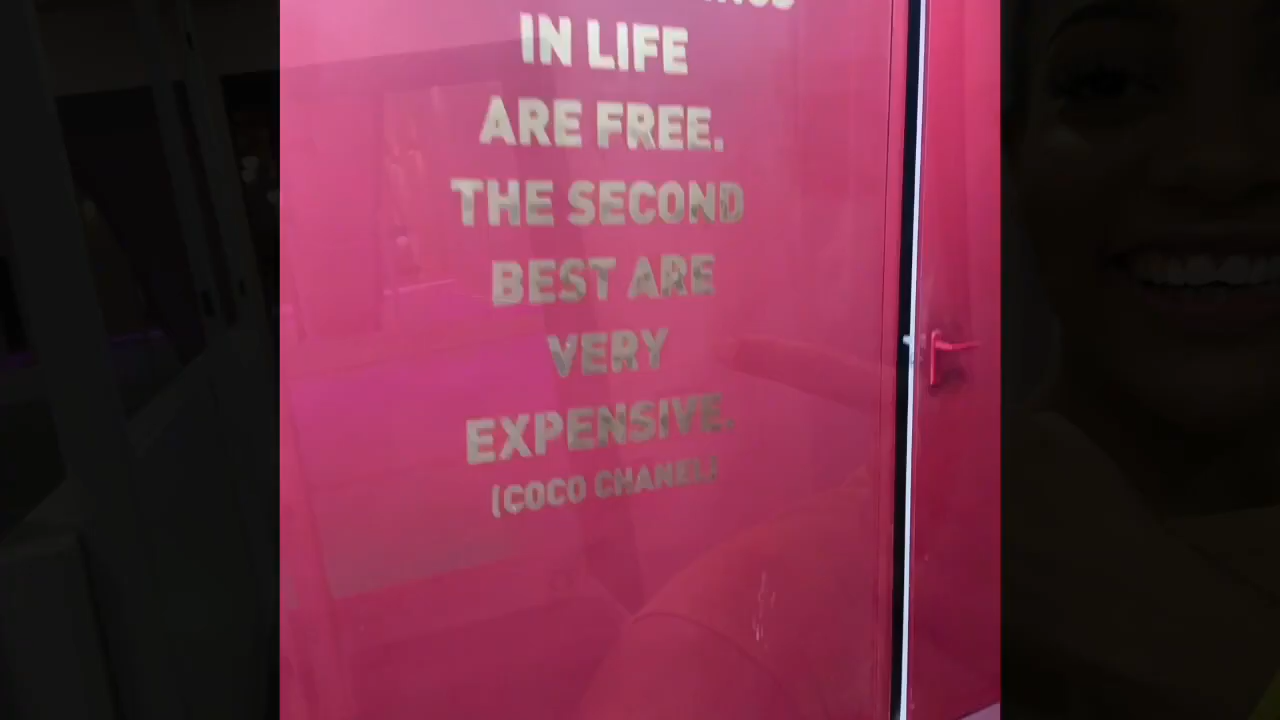 IN LIFE
ARE FREE.
THE SECOND
BEST ARE
VERY
EXPENSIVE.
(COCO CHANEL)